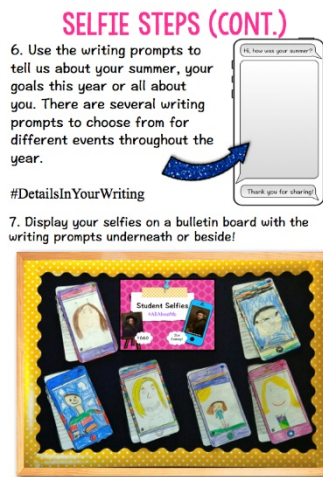 SELFIE STEPS (CONT.)
6. Use the writing prompts to
tell us about your summer, your
goals this year or all about
you. There are several writing
prompts to choose from for
different events throughout the
year.
Hi, how was your summer?
Thank you for sharing!
#DetailsInYourWriting
7. Display your selfies on a bulletin board with the
writing prompts underneath or beside!
Student Selfies
#AllAboutMe